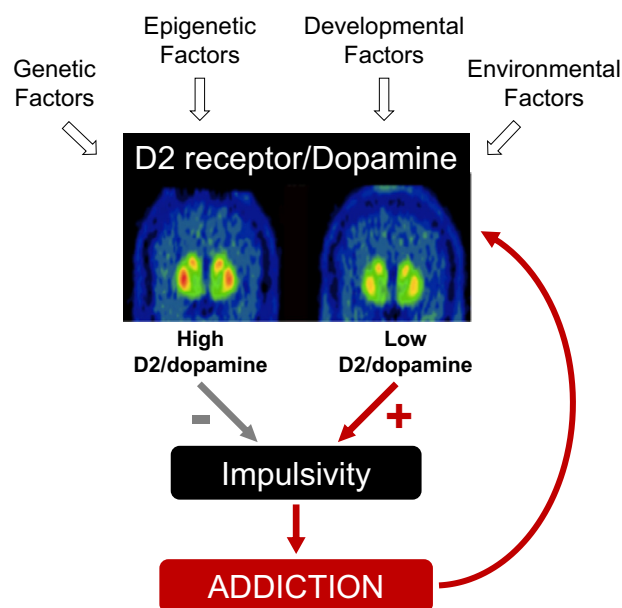 Genetic
Factors
Epigenetic
Factors
Developmental
Factors
Environmental
Factors
D2 receptor/Dopamine
High
D2/dopamine
Low
D2/dopamine
-
+
Impulsivity
ADDICTION